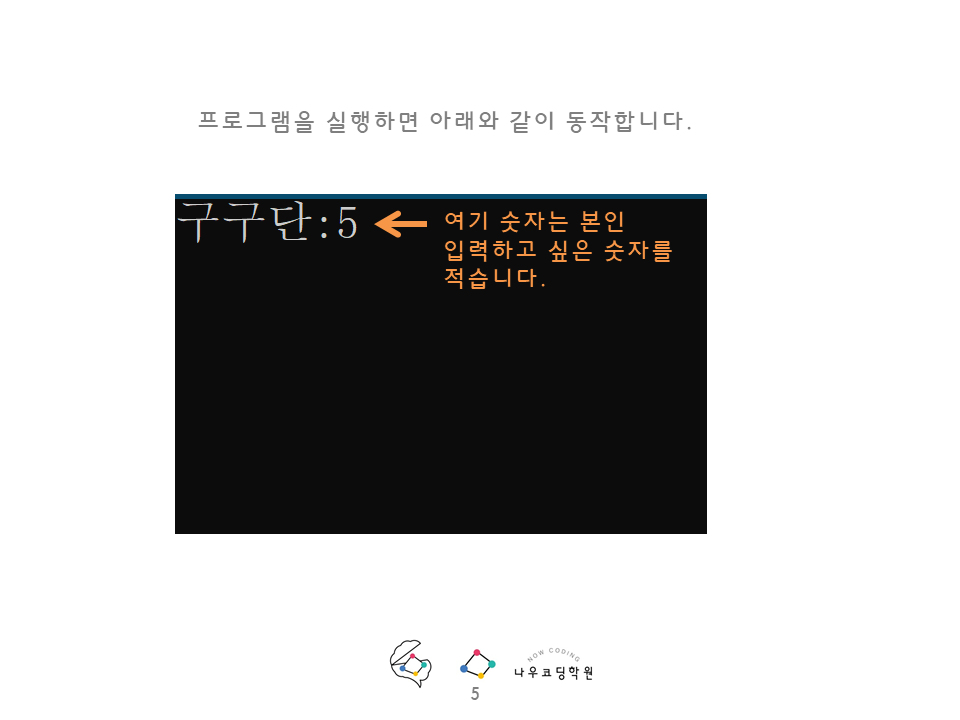 프로그램을 실행하면 아래와 같이 동작합니다.
구구단:5
여기 숫자는 본인
입력하고 싶은 숫자를
적습니다.
NOW CODING
나우코딩학원
5